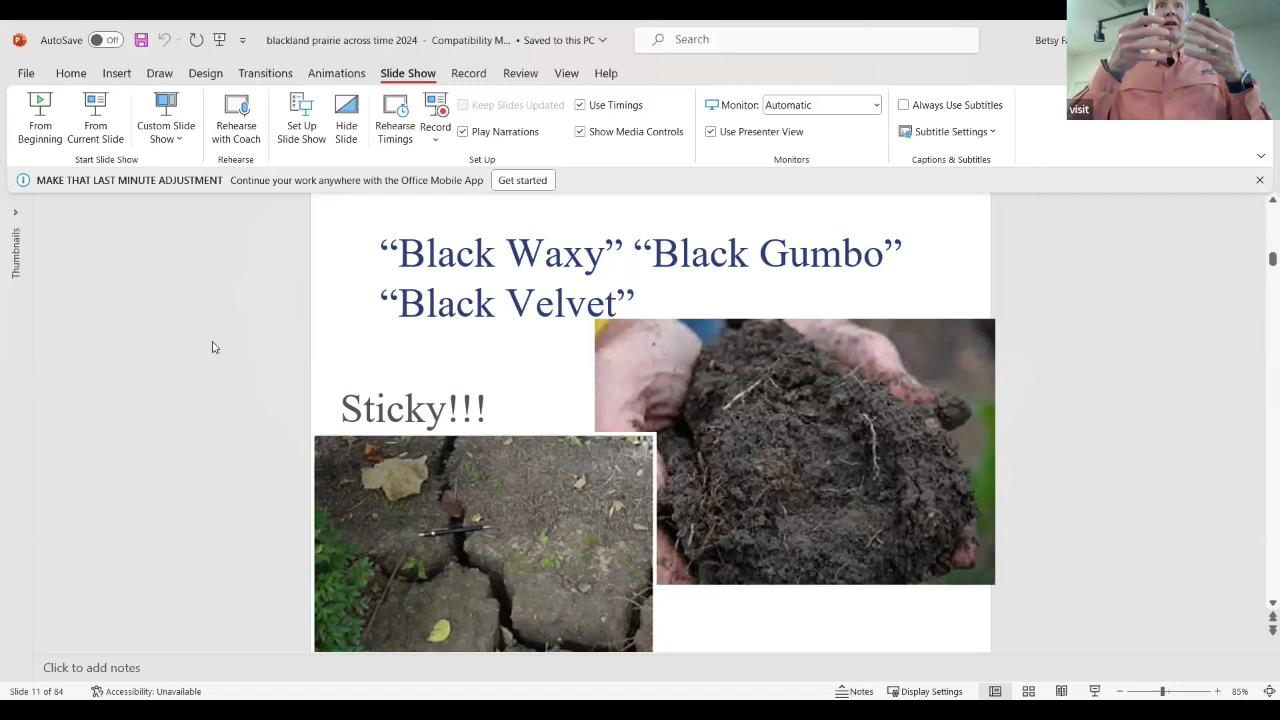 AutoSave Off blackland prairie across time 2024 - Compatibility M... • Saved to this PC Search Betsy
File Home Insert Draw Design Transitions Animations Slide Show Record Review View Help
From Beginning From Current Slide Custom Slide Show Rehearse with Coach Set Up Slide Show Hide Slide Rehearse Timings Record
Keep Slides Updated Use Timings
Play Narrations Show Media Controls
Monitor: Automatic
Use Presenter View
Always Use Subtitles
Subtitle Settings
Start Slide Show Rehearse Set Up Monitors Captions & Subtitles
visit
MAKE THAT LAST MINUTE ADJUSTMENT Continue your work anywhere with the Office Mobile App Get started
Thumbnails
“Black Waxy” “Black Gumbo”
“Black Velvet”
Sticky!!!
Click to add notes
Slide 11 of 84 Accessibility: Unavailable Notes Display Settings 85%